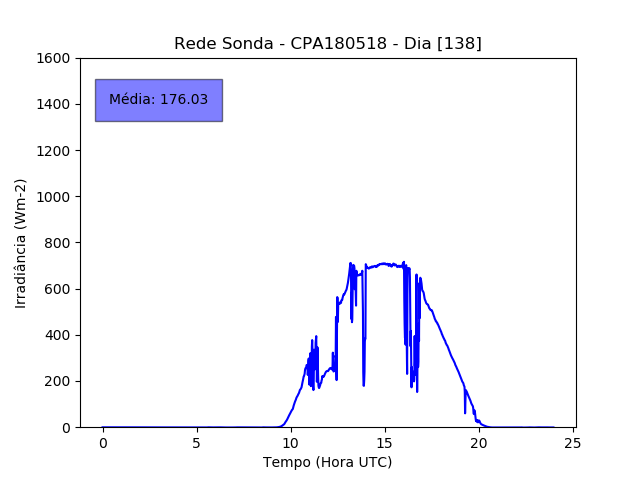 Rede Sonda - CPA180518 - Dia [138]
1600
1400
1200
1000
800
600
400
200
0
Média: 176.03
Irradiância (Wm-2)
0 5 10 15 20 25
Tempo (Hora UTC)